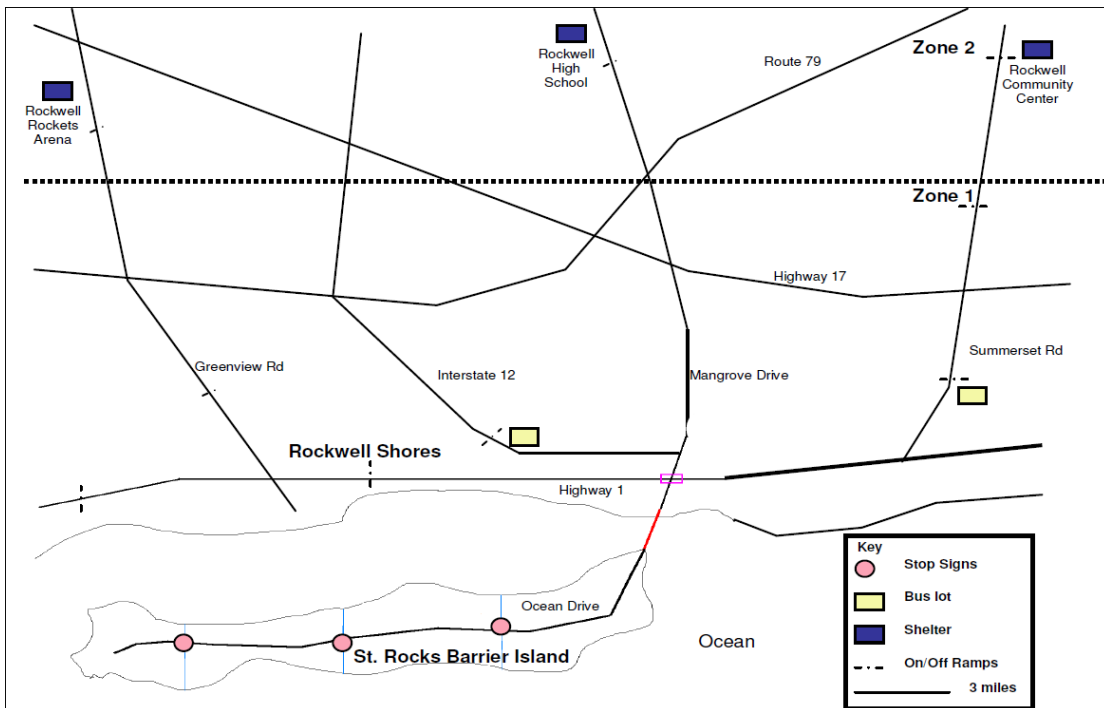 Rockwell
High
School
Route 79
Zone 2
Rockwell
Community
Center
Rockwell
Rockets
Arena
Zone 1
Highway 17
Greenview Rd
Interstate 12
Mangrove Drive
Summerset Rd
Rockwell Shores
Highway 1
Ocean Drive
St. Rocks Barrier Island
Ocean
Key
Stop Signs
Bus lot
Shelter
On/Off Ramps
3 miles